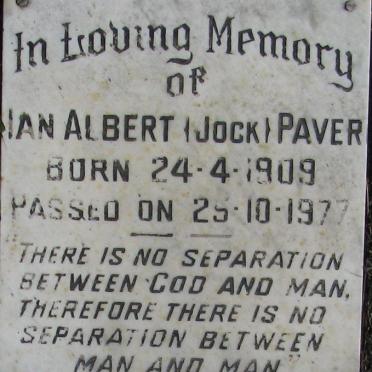 In Loving Memory
OF
IAN ALBERT {JOCK} PAVER
BORN 24-4-1909
PASSED ON 25-10-1977
"THERE IS NO SEPARATION
BETWEEN GOD AND MAN,
THEREFORE THERE IS NO
SEPARATION BETWEEN
MAN AND MAN"